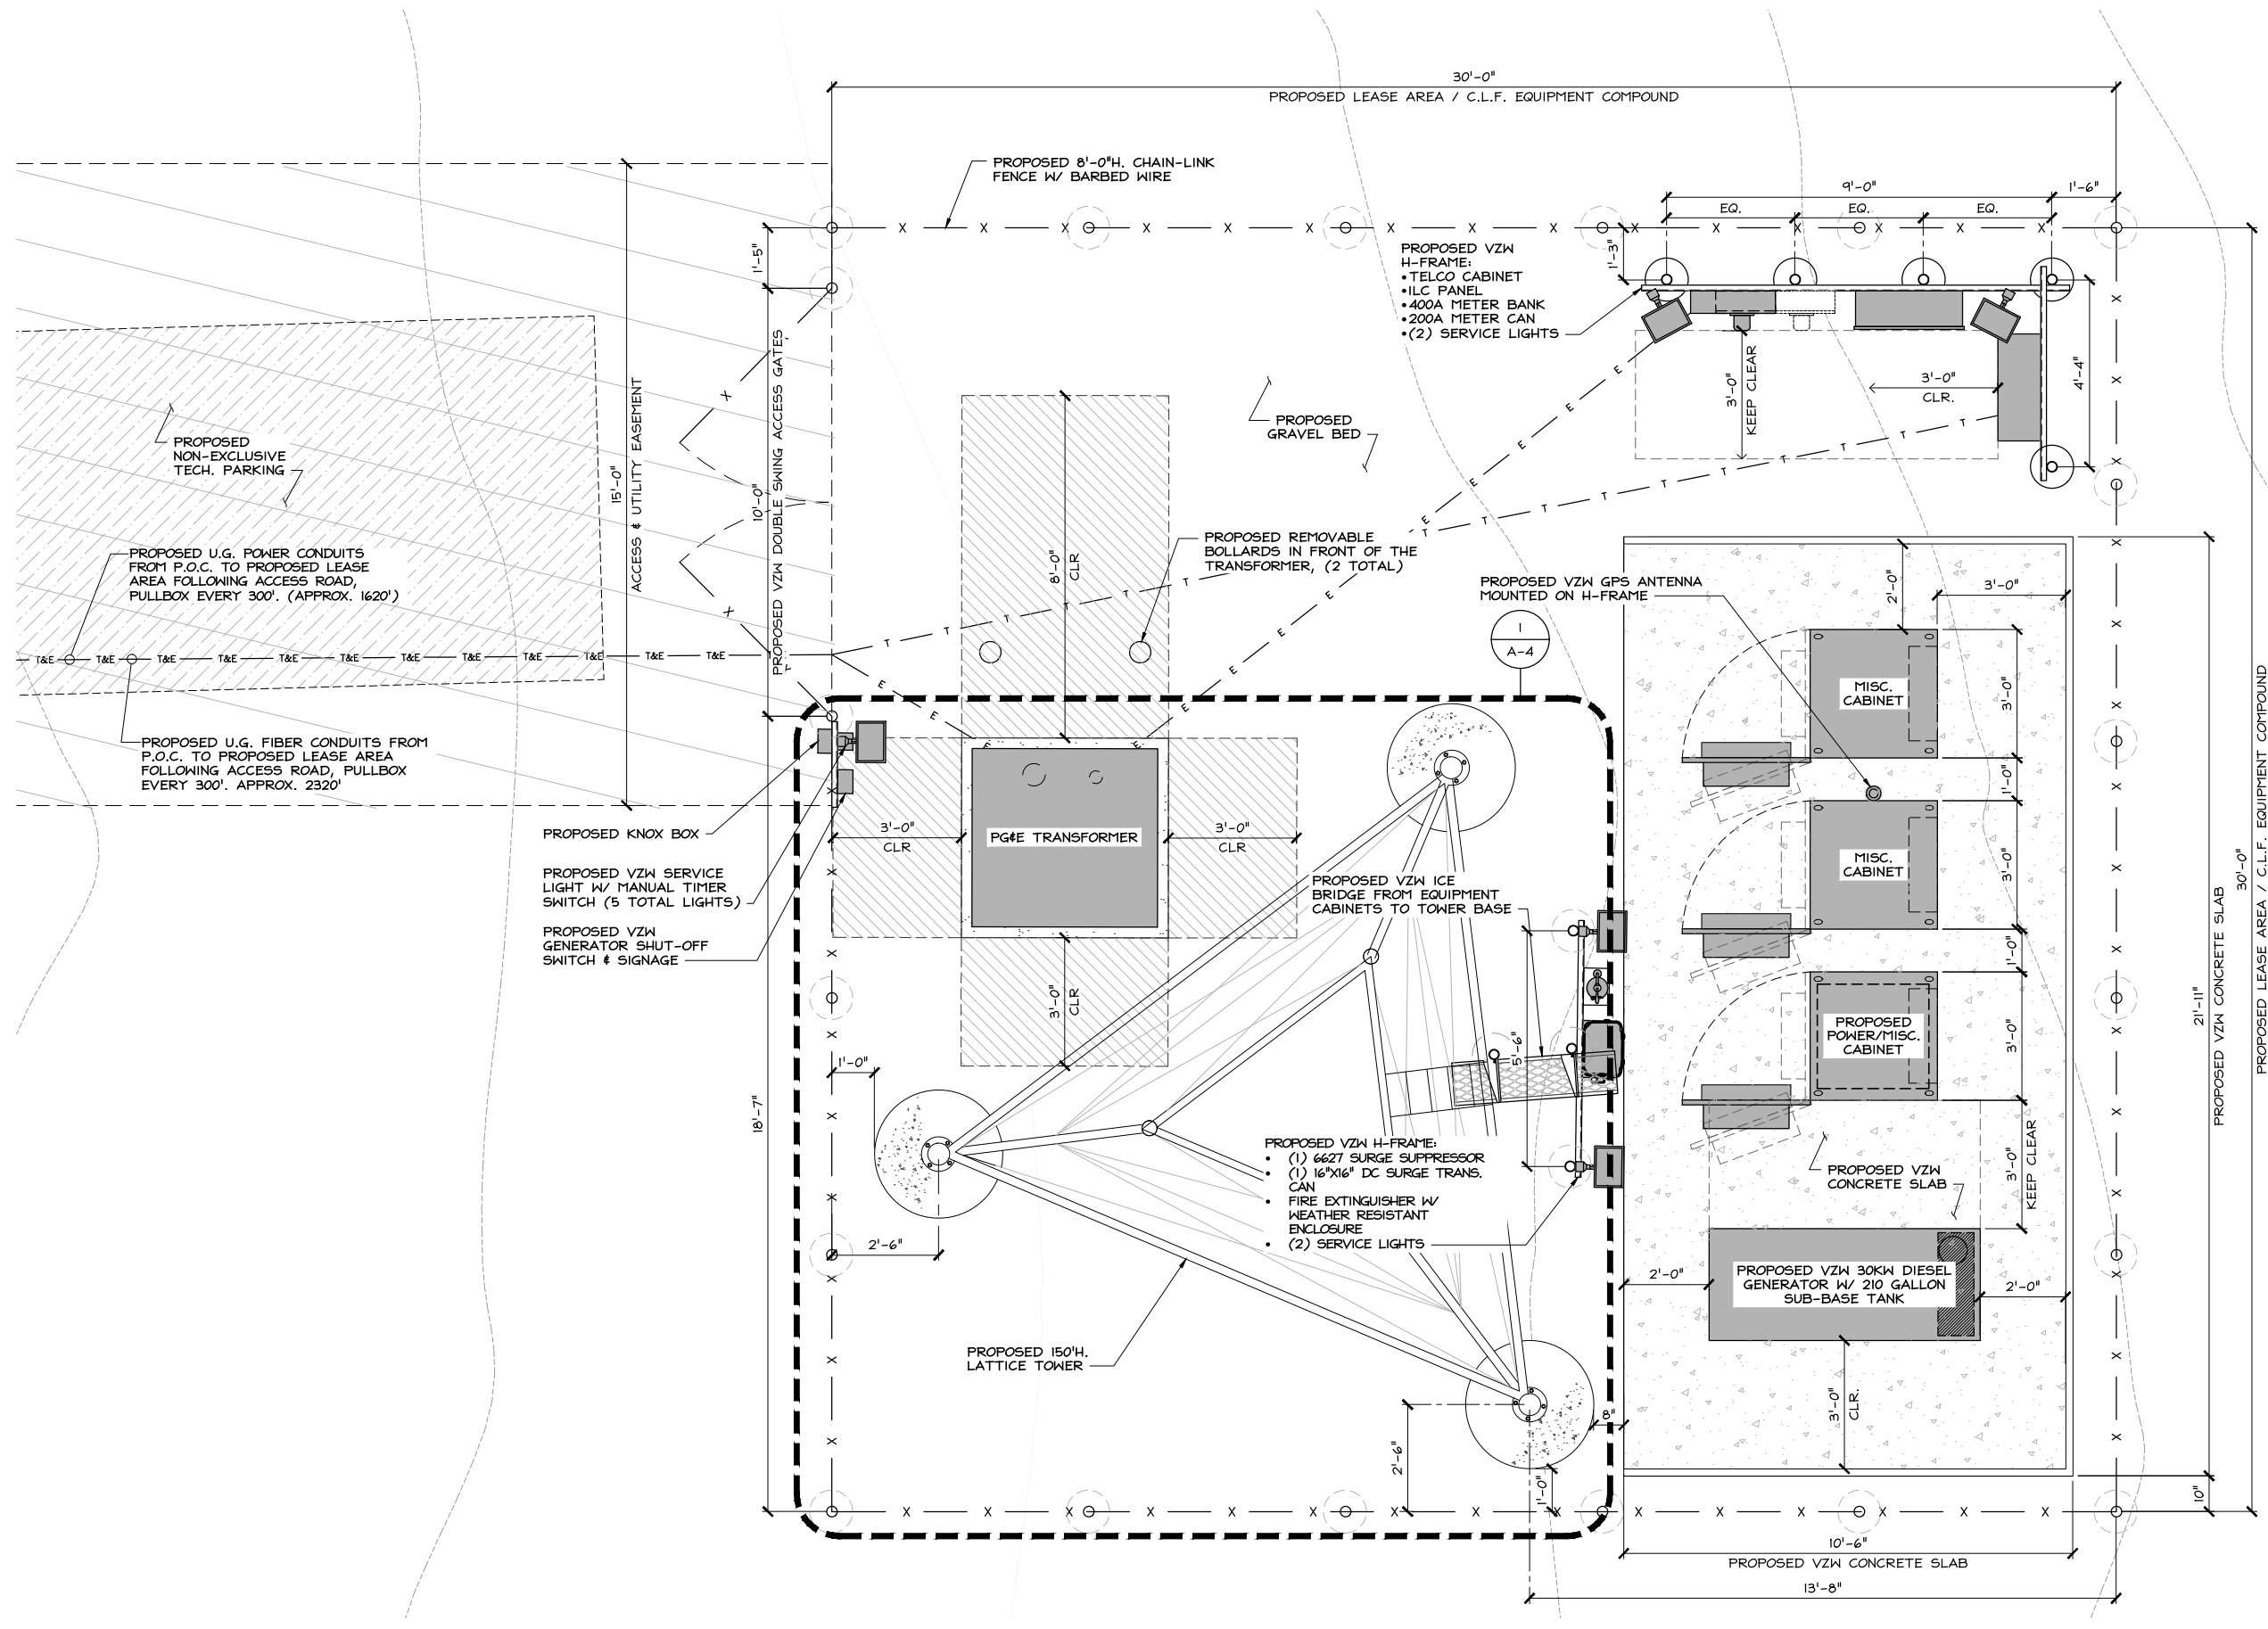 30'-0"
PROPOSED LEASE AREA / C.L.F. EQUIPMENT COMPOUND
PROPOSED 8'-0"H. CHAIN-LINK
FENCE W/ BARBED WIRE
9'-0"
1'-6"
EQ.
EQ.
EQ.
1'-5"
1'-3"
PROPOSED VZW
H-FRAME:
•TELCO CABINET
•ILC PANEL
•400A METER BANK
•200A METER CAN
•(2) SERVICE LIGHTS
3'-0"
KEEP CLEAR
3'-0"
CLR.
4'-4"
PROPOSED
GRAVEL BED
PROPOSED
NON-EXCLUSIVE
TECH. PARKING
15'-0"
ACCESS & UTILITY EASEMENT
10'-0"
PROPOSED VZW DOUBLE SWING ACCESS GATES
8'-0"
CLR
PROPOSED REMOVABLE
BOLLARDS IN FRONT OF THE
TRANSFORMER, (2 TOTAL)
PROPOSED U.G. POWER CONDUITS
FROM P.O.C. TO PROPOSED LEASE
AREA FOLLOWING ACCESS ROAD,
PULLBOX EVERY 300'. (APPROX. 1620')
PROPOSED VZW GPS ANTENNA
MOUNTED ON H-FRAME
2'-0"
3'-0"
1
A-4
T&E T&E T&E T&E T&E T&E T&E T&E T&E T&E T&E T&E
PROPOSED U.G. FIBER CONDUITS FROM
P.O.C. TO PROPOSED LEASE AREA
FOLLOWING ACCESS ROAD, PULLBOX
EVERY 300'. APPROX. 2320'
MISC.
CABINET
3'-0"
1'-0"
PROPOSED KNOX BOX
3'-0"
CLR
PG&E TRANSFORMER
3'-0"
CLR
MISC.
CABINET
3'-0"
PROPOSED VZW SERVICE
LIGHT W/ MANUAL TIMER
SWITCH (5 TOTAL LIGHTS)
PROPOSED VZW ICE
BRIDGE FROM EQUIPMENT
CABINETS TO TOWER BASE
PROPOSED VZW
GENERATOR SHUT-OFF
SWITCH & SIGNAGE
1'-0"
3'-0"
CLR
5'-6"
PROPOSED
POWER/MISC.
CABINET
3'-0"
21'-11"
PROPOSED VZW CONCRETE SLAB
30'-0"
PROPOSED LEASE AREA / C.L.F. EQUIPMENT COMPOUND
1'-0"
18'-7"
PROPOSED VZW H-FRAME:
• (1) 6627 SURGE SUPPRESSOR
• (1) 16"X16" DC SURGE TRANS.
CAN
• FIRE EXTINGUISHER W/
WEATHER RESISTANT
ENCLOSURE
• (2) SERVICE LIGHTS
PROPOSED VZW
CONCRETE SLAB
3'-0"
KEEP CLEAR
2'-6"
2'-0"
PROPOSED VZW 30KW DIESEL
GENERATOR W/ 210 GALLON
SUB-BASE TANK
2'-0"
PROPOSED 150'H.
LATTICE TOWER
3'-0"
CLR.
8"
2'-6"
1'-0"
10"
10'-6"
PROPOSED VZW CONCRETE SLAB
13'-8"